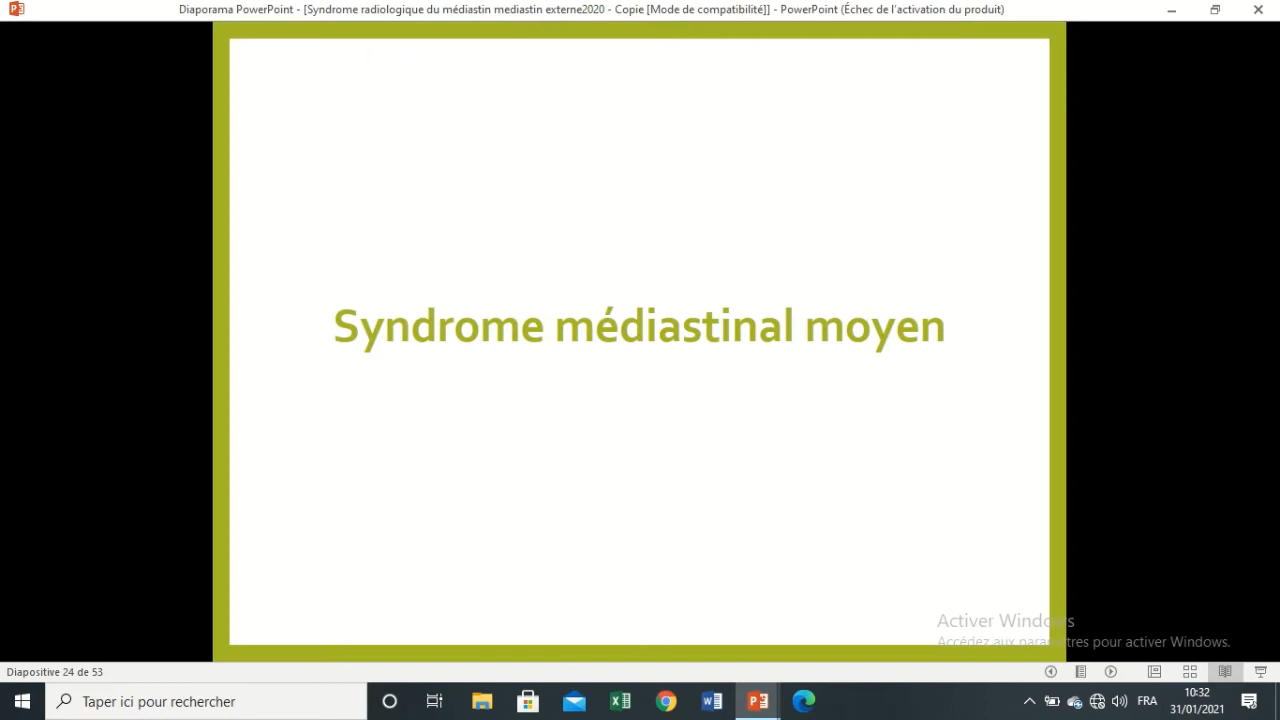 Diaporama PowerPoint - [Syndrome radiologique du médiastin mediastin externe2020 - Copie [Mode de compatibilité]] - PowerPoint (Échec de l'activation du produit)
Syndrome médiastinal moyen
Activer Windows
Accédez aux paramètres pour activer Windows.
Diapositive 24 de 53
Taper ici pour rechercher
FRA
10:32
31/01/2021